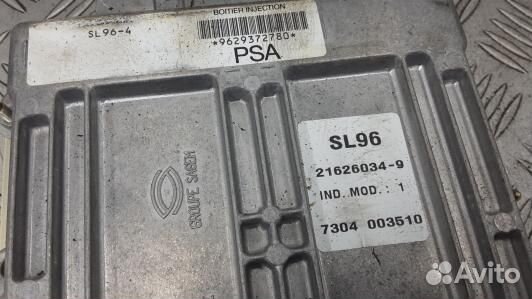 BOITIER INJECTION
SL96-4
*9629372780*
PSA
GROUPE SAGEM
SL96
21626034-9
IND. MOD.: 1
7304 003510
Avito